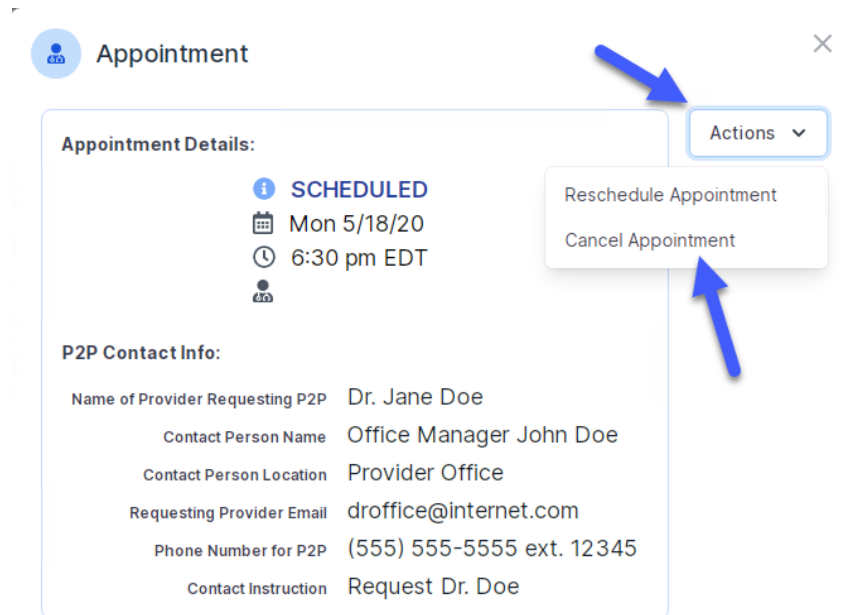 Appointment
Actions
Appointment Details:
SCHEDULED
Reschedule Appointment
Mon 5/18/20
Cancel Appointment
6:30 pm EDT
P2P Contact Info:
Name of Provider Requesting P2P Dr. Jane Doe
Contact Person Name Office Manager John Doe
Contact Person Location Provider Office
Requesting Provider Email droffice@internet.com
Phone Number for P2P (555) 555-5555 ext. 12345
Contact Instruction Request Dr. Doe